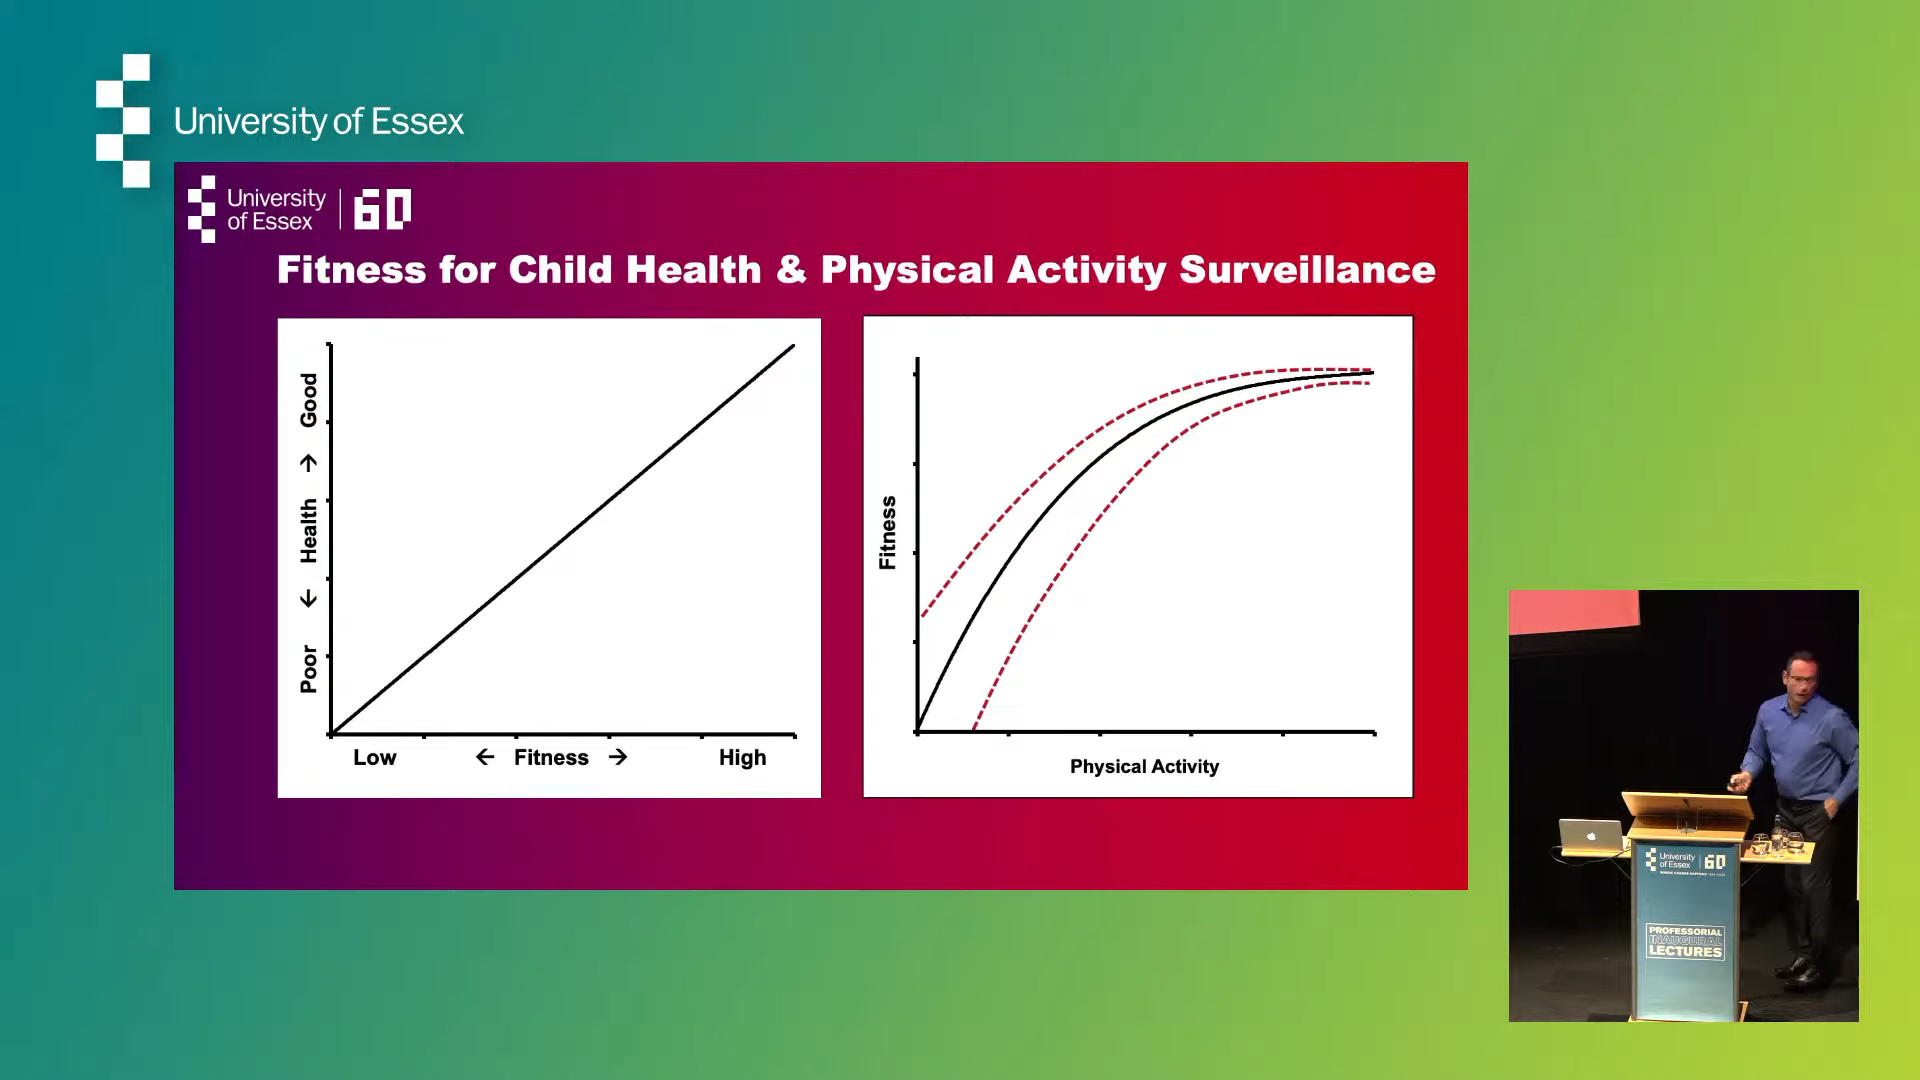 University of Essex
University
of Essex
60
Fitness for Child Health & Physical Activity Surveillance
Poor ← Health → Good
Low ← Fitness → High
Fitness
Physical Activity
University
of Essex
60
PROFESSORIAL
INAUGURAL
LECTURES